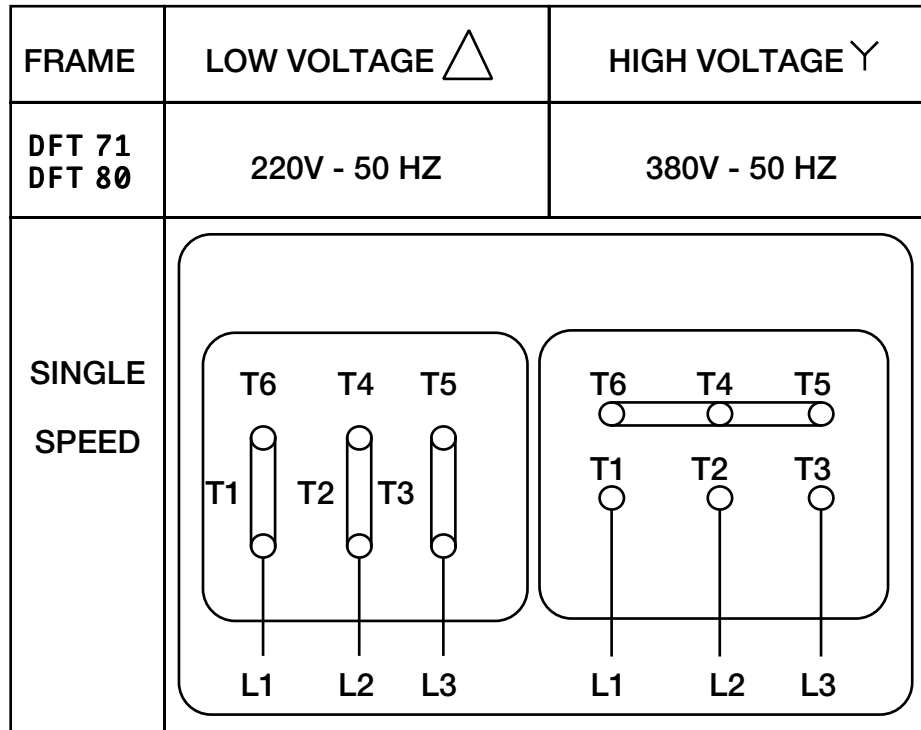 FRAME
LOW VOLTAGE
HIGH VOLTAGE
DFT 71
DFT 80
220V - 50 HZ
380V - 50 HZ
SINGLE
SPEED
T6 T4 T5
T1 T2 T3
L1 L2 L3
T6 T4 T5
T1 T2 T3
L1 L2 L3